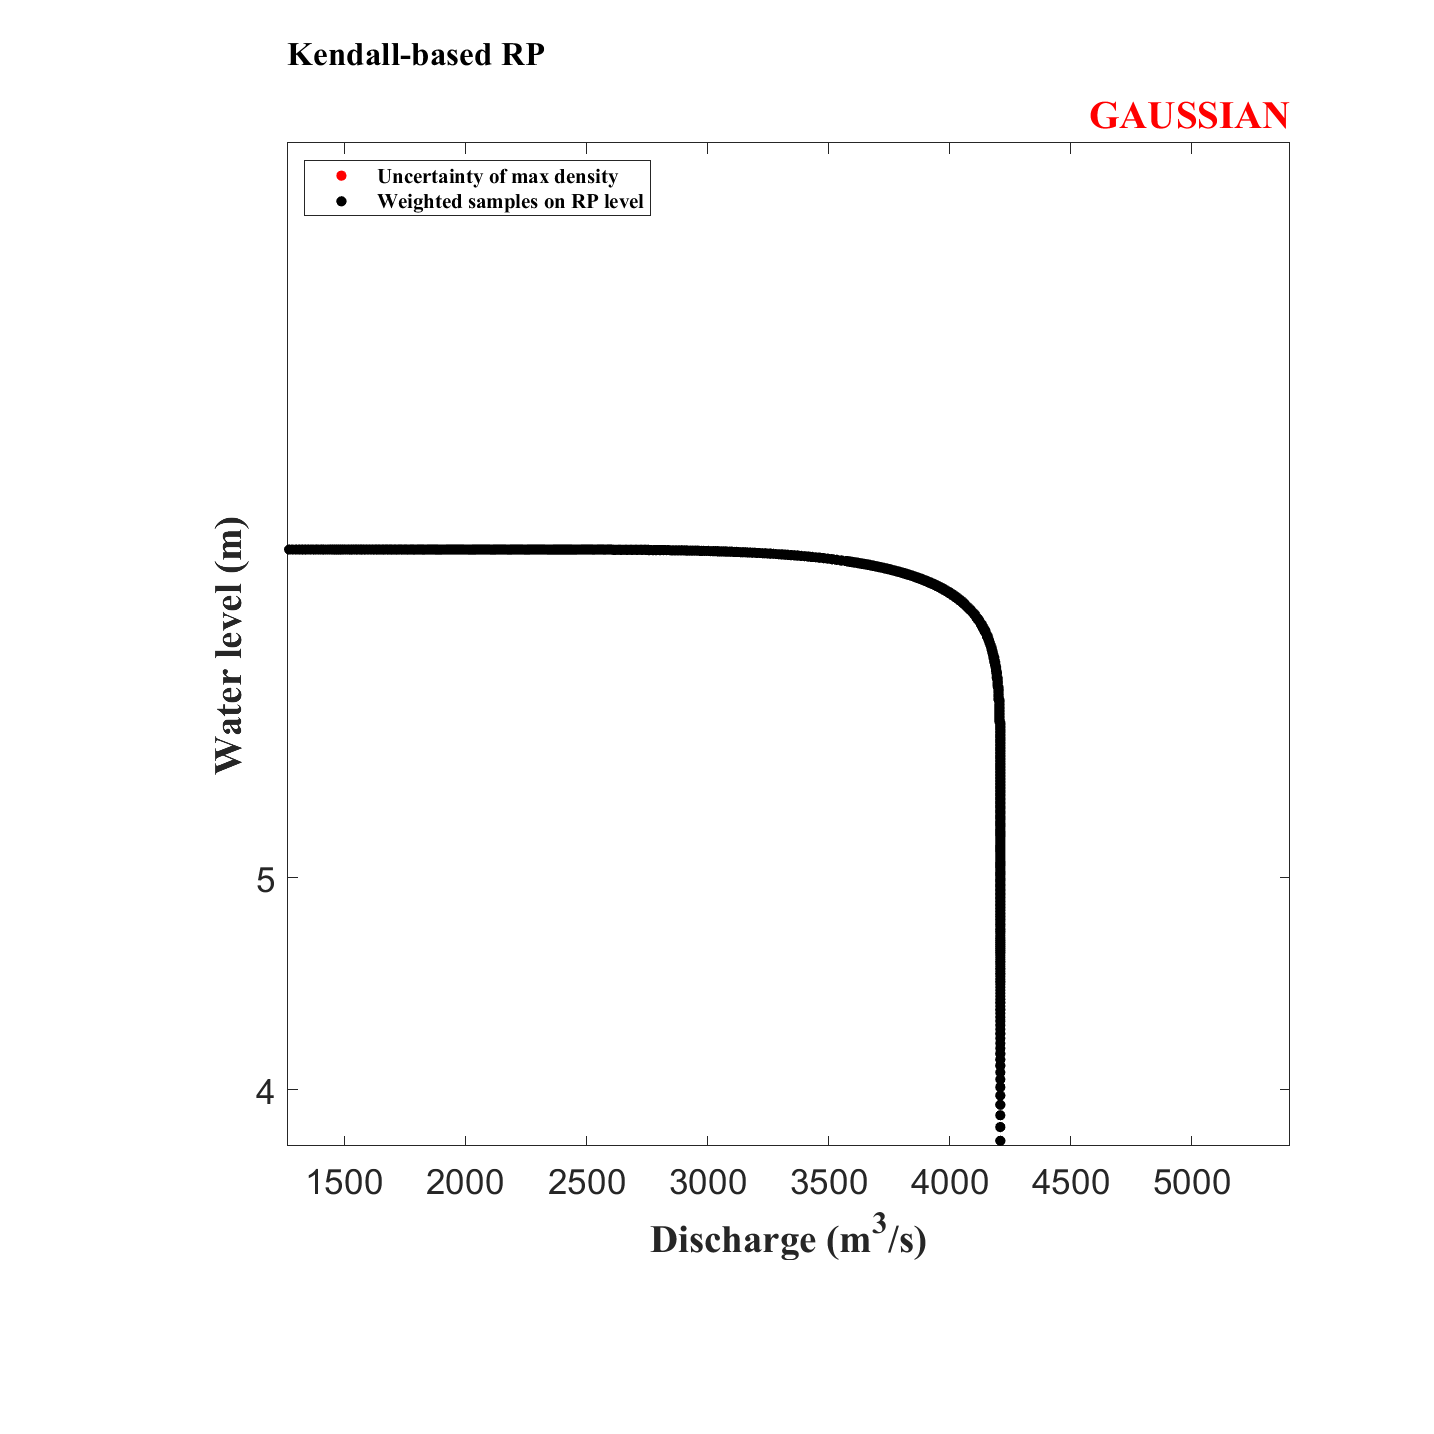 Kendall-based RP
GAUSSIAN
Uncertainty of max density
Weighted samples on RP level
Water level (m)
5
4
1500 2000 2500 3000 3500 4000 4500 5000
Discharge (m³/s)